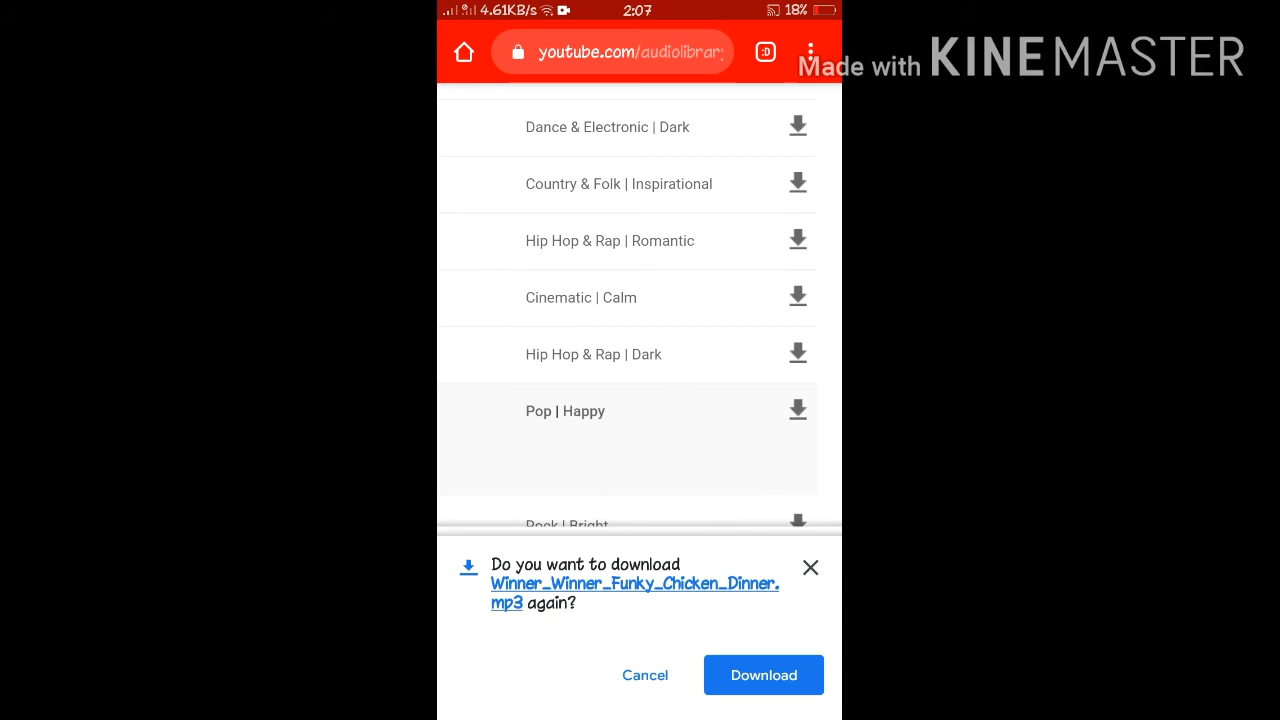 4.61KB/s 2:07 18%
youtube.com/audiolibrar :D
Made with KINEMASTER
Dance & Electronic | Dark
Country & Folk | Inspirational
Hip Hop & Rap | Romantic
Cinematic | Calm
Hip Hop & Rap | Dark
Pop | Happy
Rock | Bright
Do you want to download
Winner_Winner_Funky_Chicken_Dinner.
mp3 again?
Cancel Download